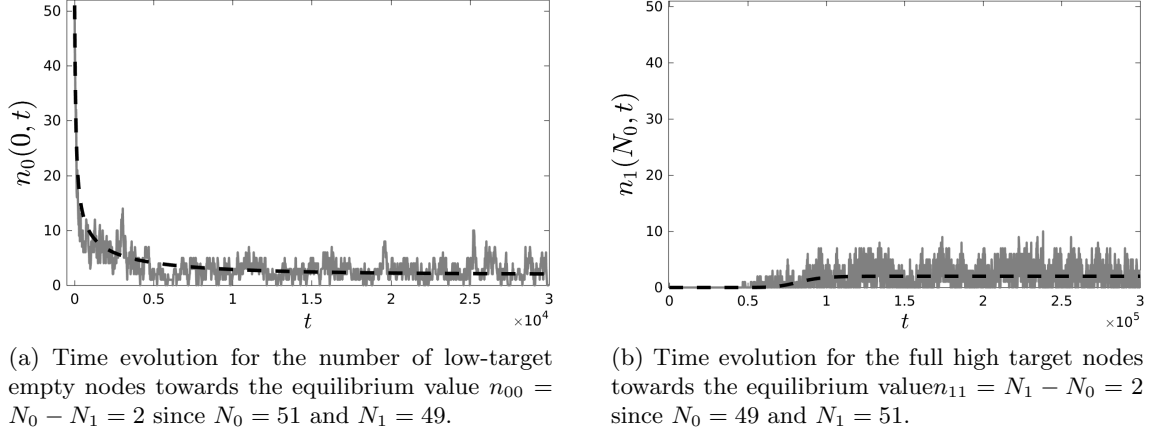 50
40
30
20
10
0
n₀(0, t)
0 0.5 1 1.5 2 2.5 3
t
×10⁴
50
40
30
20
10
0
n₁(N₀, t)
0 0.5 1 1.5 2 2.5 3
t
×10⁵
(a) Time evolution for the number of low-target
empty nodes towards the equilibrium value n₀₀ =
N₀ − N₁ = 2 since N₀ = 51 and N₁ = 49.
(b) Time evolution for the full high target nodes
towards the equilibrium valuen₁₁ = N₁ − N₀ = 2
since N₀ = 49 and N₁ = 51.